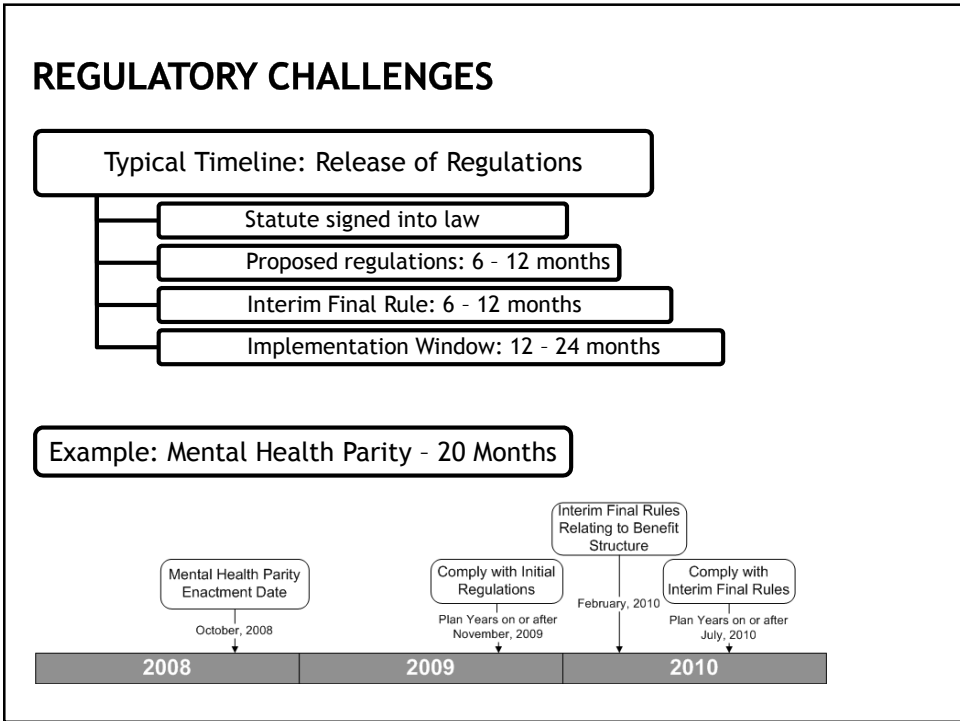 REGULATORY CHALLENGES
Typical Timeline: Release of Regulations
Statute signed into law
Proposed regulations: 6 – 12 months
Interim Final Rule: 6 – 12 months
Implementation Window: 12 – 24 months
Example: Mental Health Parity – 20 Months
Mental Health Parity
Enactment Date
October, 2008
Comply with Initial
Regulations
Plan Years on or after
November, 2009
Interim Final Rules
Relating to Benefit
Structure
February, 2010
Comply with
Interim Final Rules
Plan Years on or after
July, 2010
2008
2009
2010